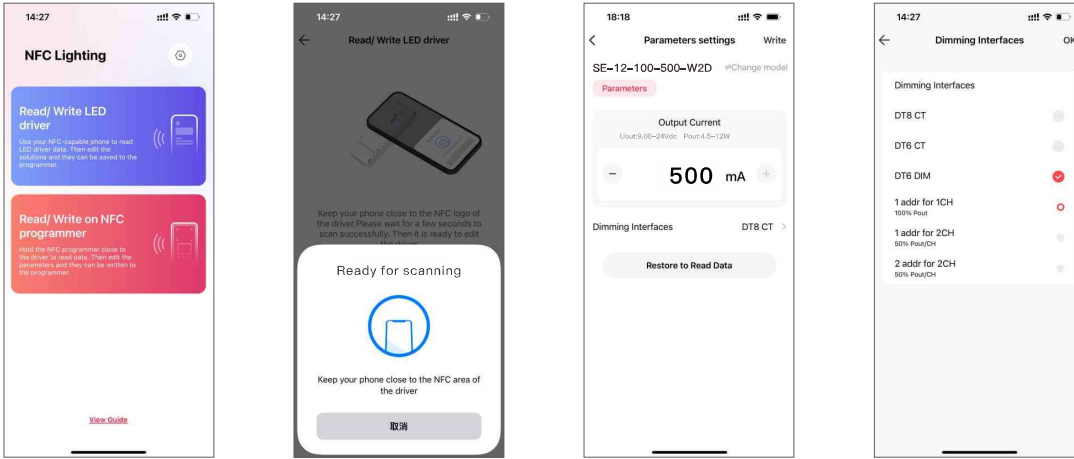 14:27
NFC Lighting
Read/ Write LED
driver
Use your NFC-capable phone to read
LED driver data. Then edit the
solutions and they can be saved to the
programmer.
Read/ Write on NFC
programmer
Hold the NFC programmer close to
the driver to read data. Then edit the
parameters and they can be written to
the programmer.
View Guide
14:27
Read/ Write LED driver
Keep your phone close to the NFC logo of
the driver.Please wait for a few seconds to
scan successfully. Then it is ready to edit
the driver
Ready for scanning
Keep your phone close to the NFC area of
the driver
取消
18:18
Parameters settings Write
SE-12-100-500-W2D ⇌Change model
Parameters
Output Current
Uout:9.00-24Vdc Pout:4.5-12W
- 500 mA +
Dimming Interfaces DT8 CT >
Restore to Read Data
14:27
Dimming Interfaces OK
Dimming Interfaces
DT8 CT
DT6 CT
DT6 DIM
1 addr for 1CH
100% Pout
1 addr for 2CH
50% Pout/CH
2 addr for 2CH
50% Pout/CH